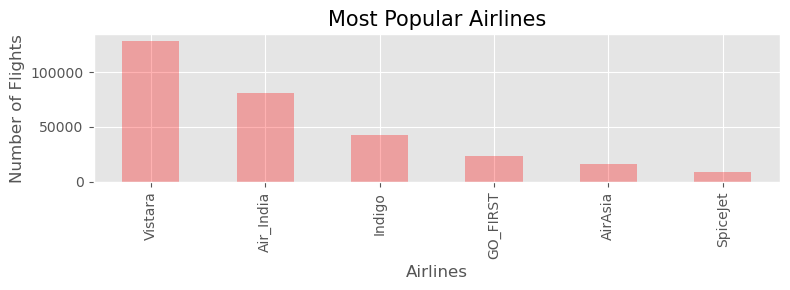 Most Popular Airlines
Number of Flights
100000
50000
0
Vistara
Air_India
Indigo
GO_FIRST
AirAsia
SpiceJet
Airlines